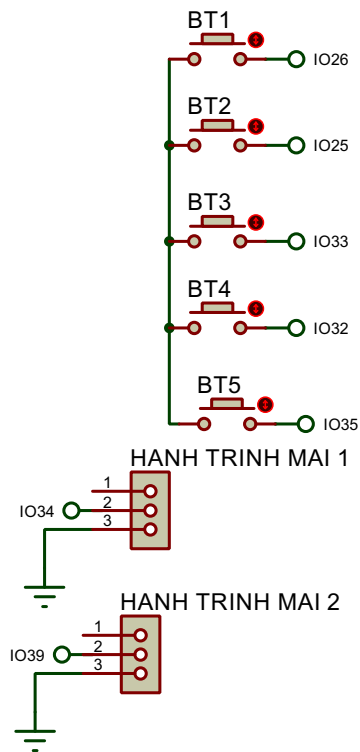 BT1
IO26
BT2
IO25
BT3
IO33
BT4
IO32
BT5
IO35
HANH TRINH MAI 1
1
IO34 2
3
HANH TRINH MAI 2
1
IO39 2
3